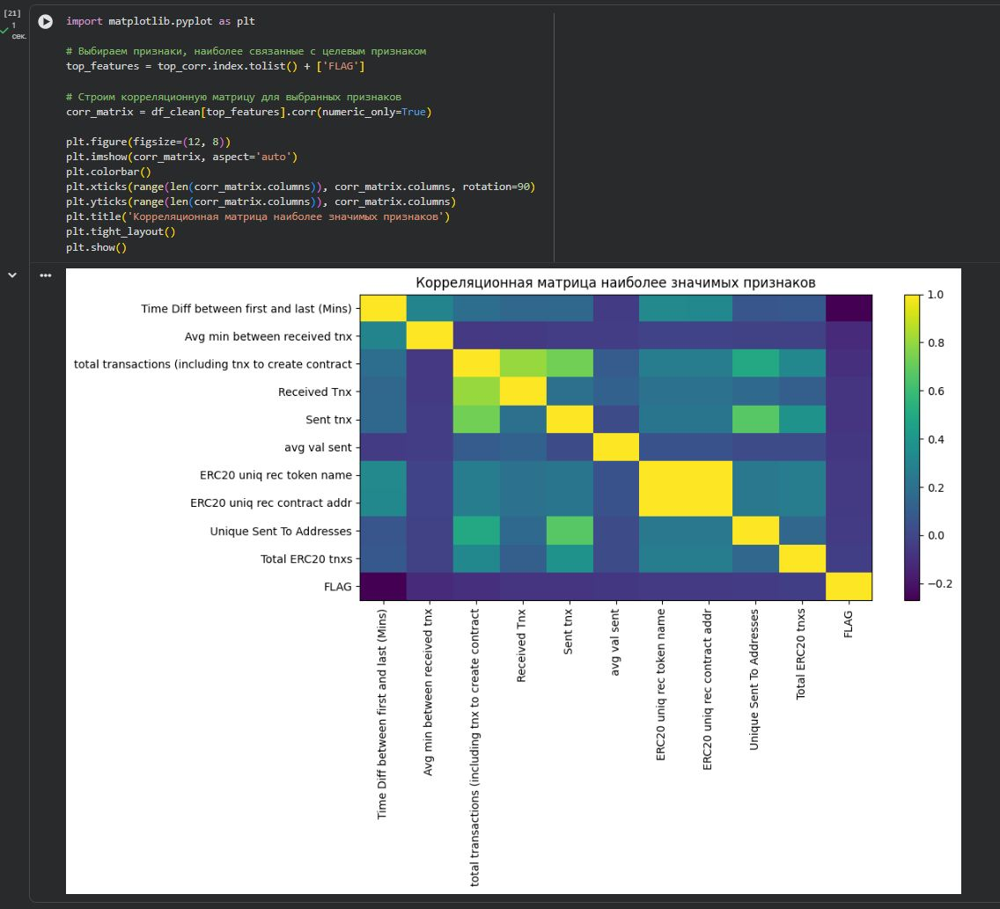 [21]
1
сек.
import matplotlib.pyplot as plt
# Выбираем признаки, наиболее связанные с целевым признаком
top_features = top_corr.index.tolist() + ['FLAG']
# Строим корреляционную матрицу для выбранных признаков
corr_matrix = df_clean[top_features].corr(numeric_only=True)
plt.figure(figsize=(12, 8))
plt.imshow(corr_matrix, aspect='auto')
plt.colorbar()
plt.xticks(range(len(corr_matrix.columns)), corr_matrix.columns, rotation=90)
plt.yticks(range(len(corr_matrix.columns)), corr_matrix.columns)
plt.title('Корреляционная матрица наиболее значимых признаков')
plt.tight_layout()
plt.show()
Корреляционная матрица наиболее значимых признаков
Time Diff between first and last (Mins)
Avg min between received tnx
total transactions (including tnx to create contract
Received Tnx
Sent tnx
avg val sent
ERC20 uniq rec token name
ERC20 uniq rec contract addr
Unique Sent To Addresses
Total ERC20 tnxs
FLAG
Time Diff between first and last (Mins)
Avg min between received tnx
total transactions (including tnx to create contract
Received Tnx
Sent tnx
avg val sent
ERC20 uniq rec token name
ERC20 uniq rec contract addr
Unique Sent To Addresses
Total ERC20 tnxs
FLAG
1.0
0.8
0.6
0.4
0.2
0.0
−0.2